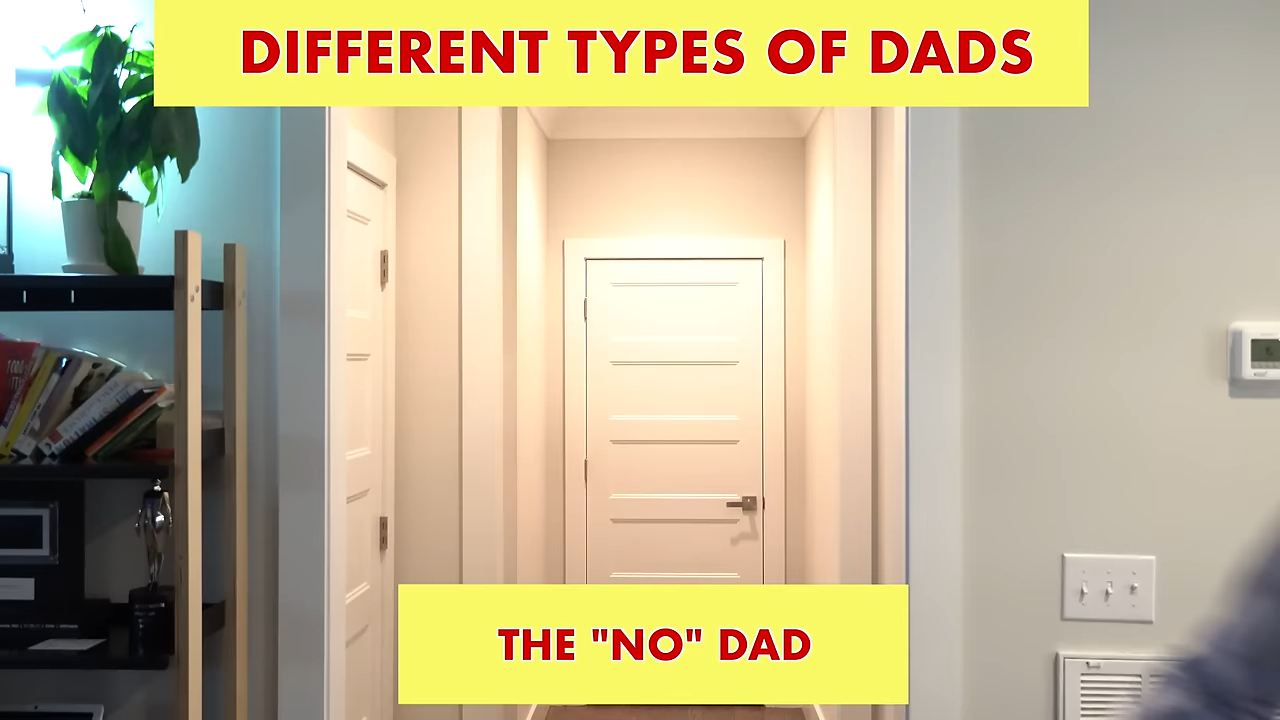 DIFFERENT TYPES OF DADS
THE "NO" DAD